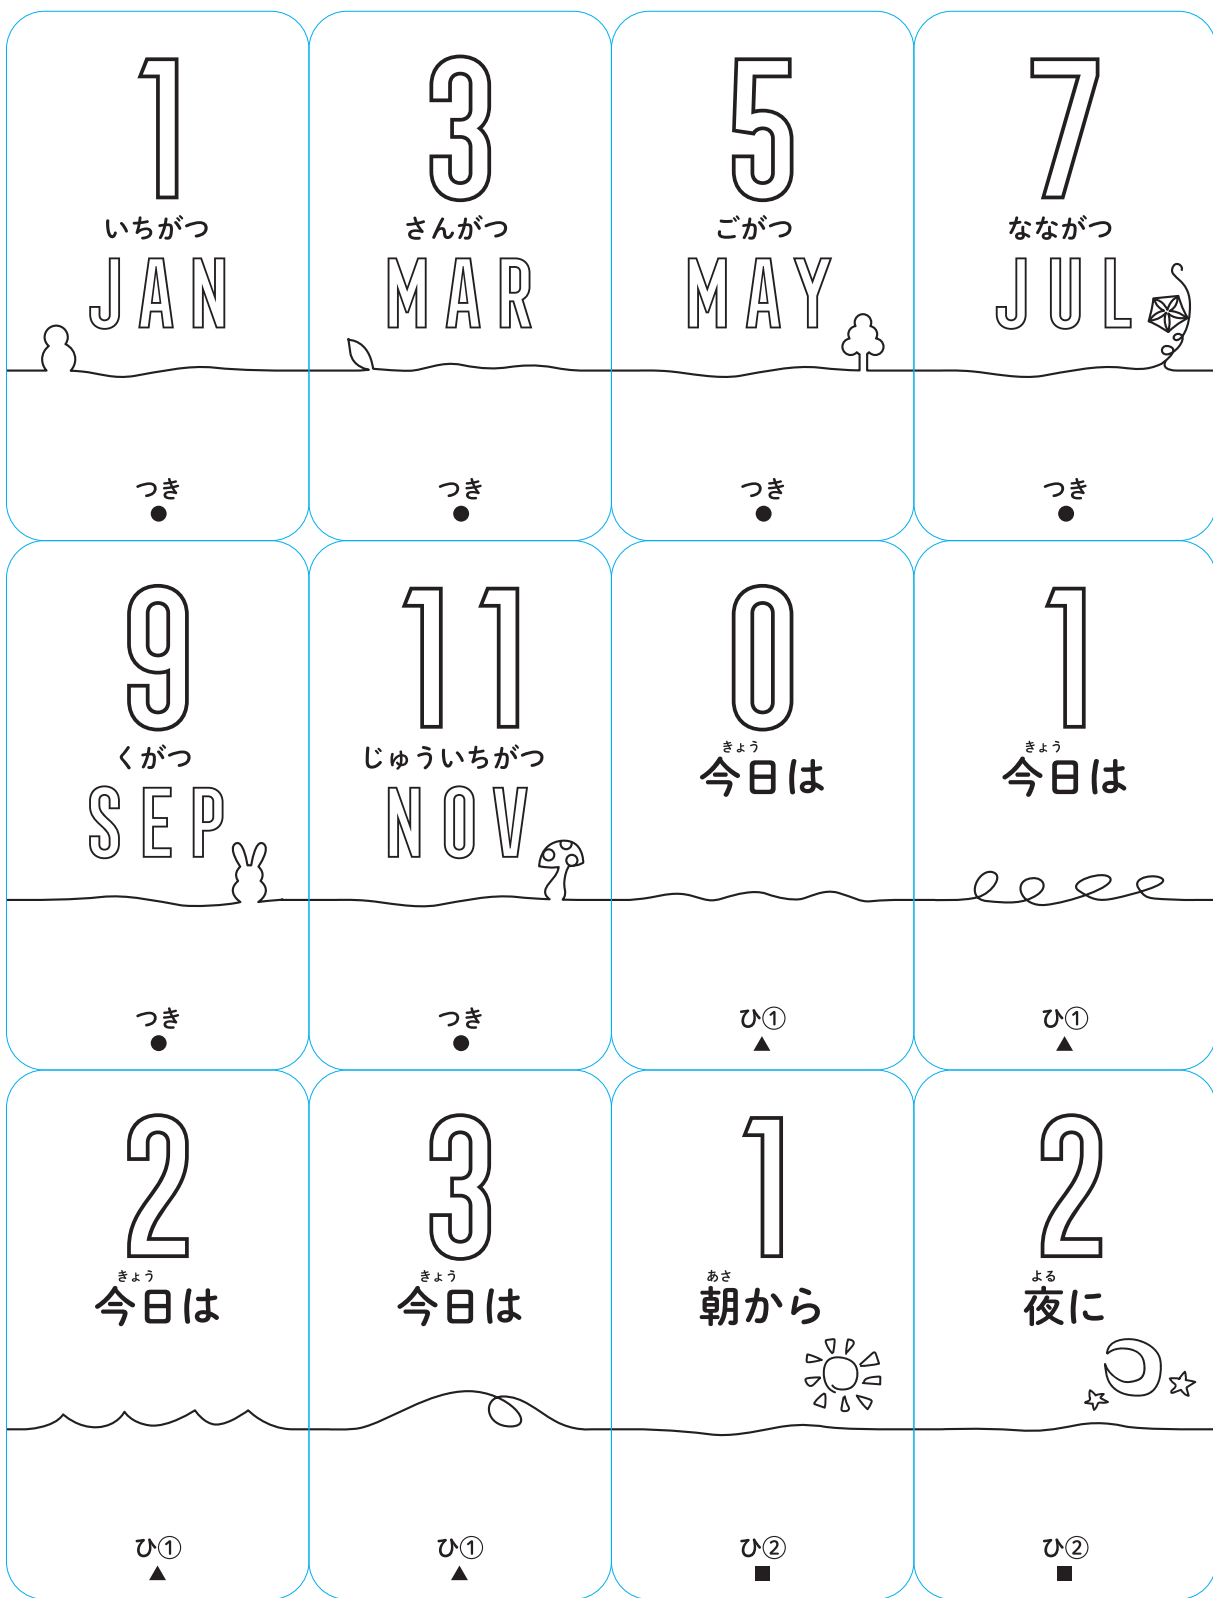 1
いちがつ
JAN
つき
3
さんがつ
MAR
つき
5
ごがつ
MAY
つき
7
なながつ
JUL
つき
9
くがつ
SEP
つき
11
じゅういちがつ
NOV
つき
0
きょう
今日は
ひ①
1
きょう
今日は
ひ①
2
きょう
今日は
ひ①
3
きょう
今日は
ひ①
1
あさ
朝から
ひ②
2
よる
夜に
ひ②